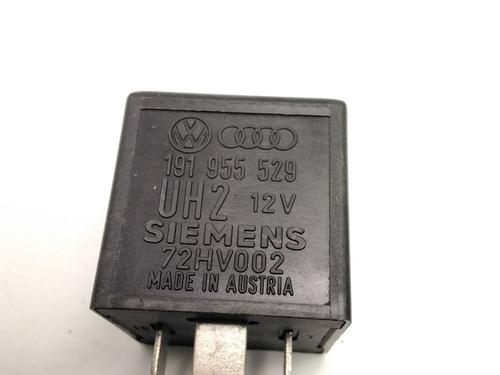 191 955 529
UH2 12V
SIEMENS
72HV002
MADE IN AUSTRIA